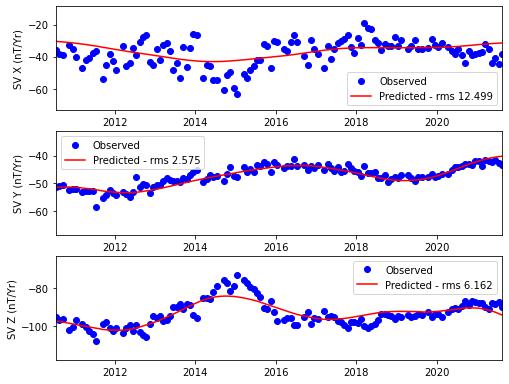 SV X (nT/Yr)
−20
−40
−60
Observed
Predicted - rms 12.499
2012
2014
2016
2018
2020
SV Y (nT/Yr)
−40
−50
−60
Observed
Predicted - rms 2.575
2012
2014
2016
2018
2020
SV Z (nT/Yr)
−80
−100
Observed
Predicted - rms 6.162
2012
2014
2016
2018
2020